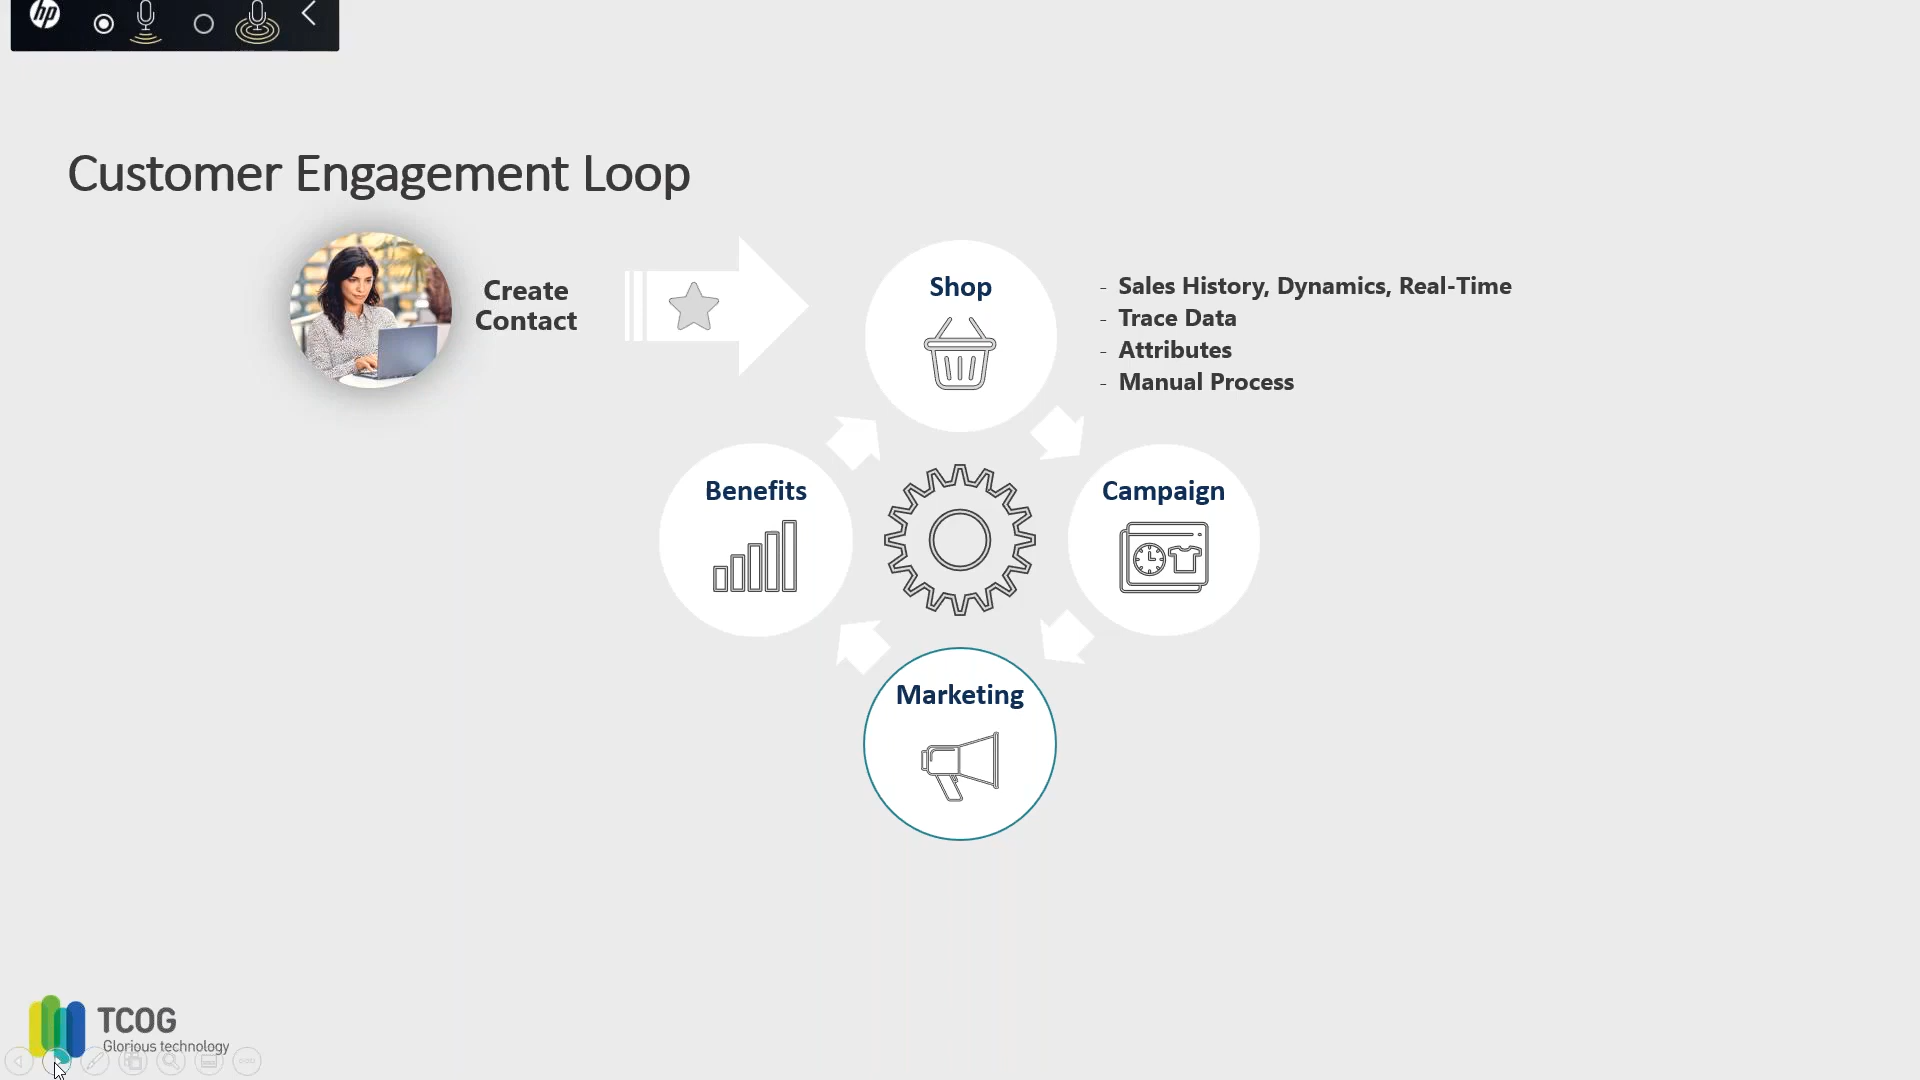 hp
Customer Engagement Loop
Create
Contact
Shop
- Sales History, Dynamics, Real-Time
- Trace Data
- Attributes
- Manual Process
Benefits
Campaign
Marketing
TCOG
Glorious technology